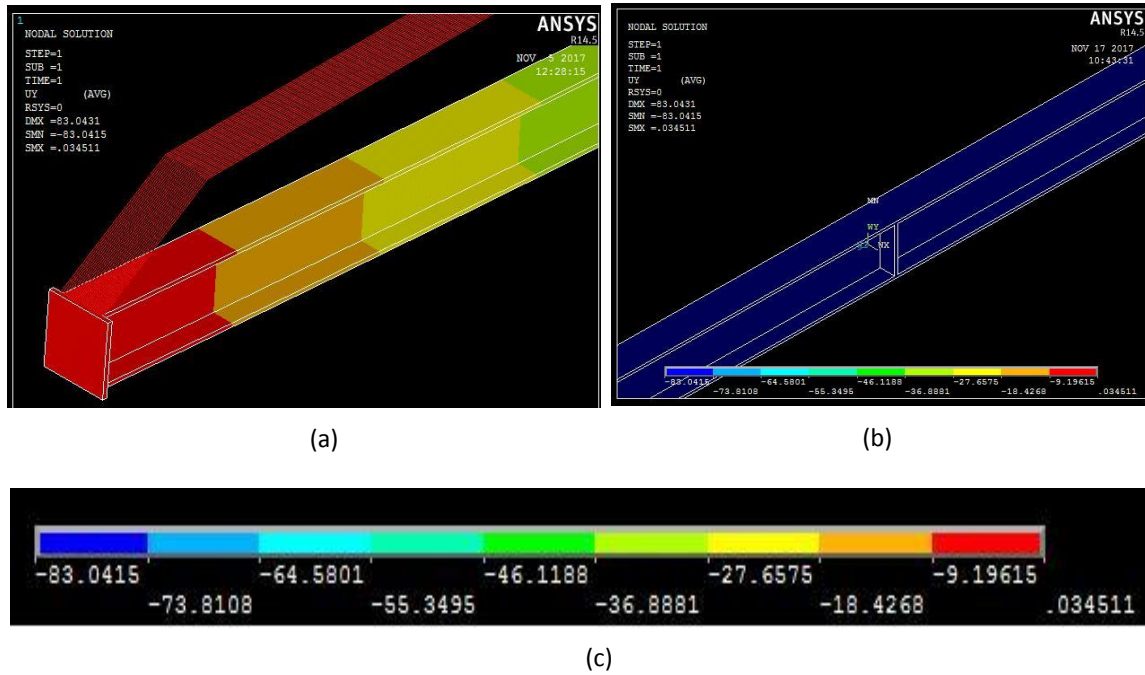 1
NODAL SOLUTION
STEP=1
SUB =1
TIME=1
UY (AVG)
RSYS=0
DMX =83.0431
SMN =-83.0415
SMX =.034511
ANSYS
R14.5
NOV 5 2017
12:28:15
(a)
NODAL SOLUTION
STEP=1
SUB =1
TIME=1
UY (AVG)
RSYS=0
DMX =83.0431
SMN =-83.0415
SMX =.034511
ANSYS
R14.5
NOV 17 2017
10:43:31
MN
WY
NX
-83.0415 -64.5801 -46.1188 -27.6575 -9.19615
-73.8108 -55.3495 -36.8881 -18.4268 .034511
(b)
-83.0415 -64.5801 -46.1188 -27.6575 -9.19615
-73.8108 -55.3495 -36.8881 -18.4268 .034511
(c)